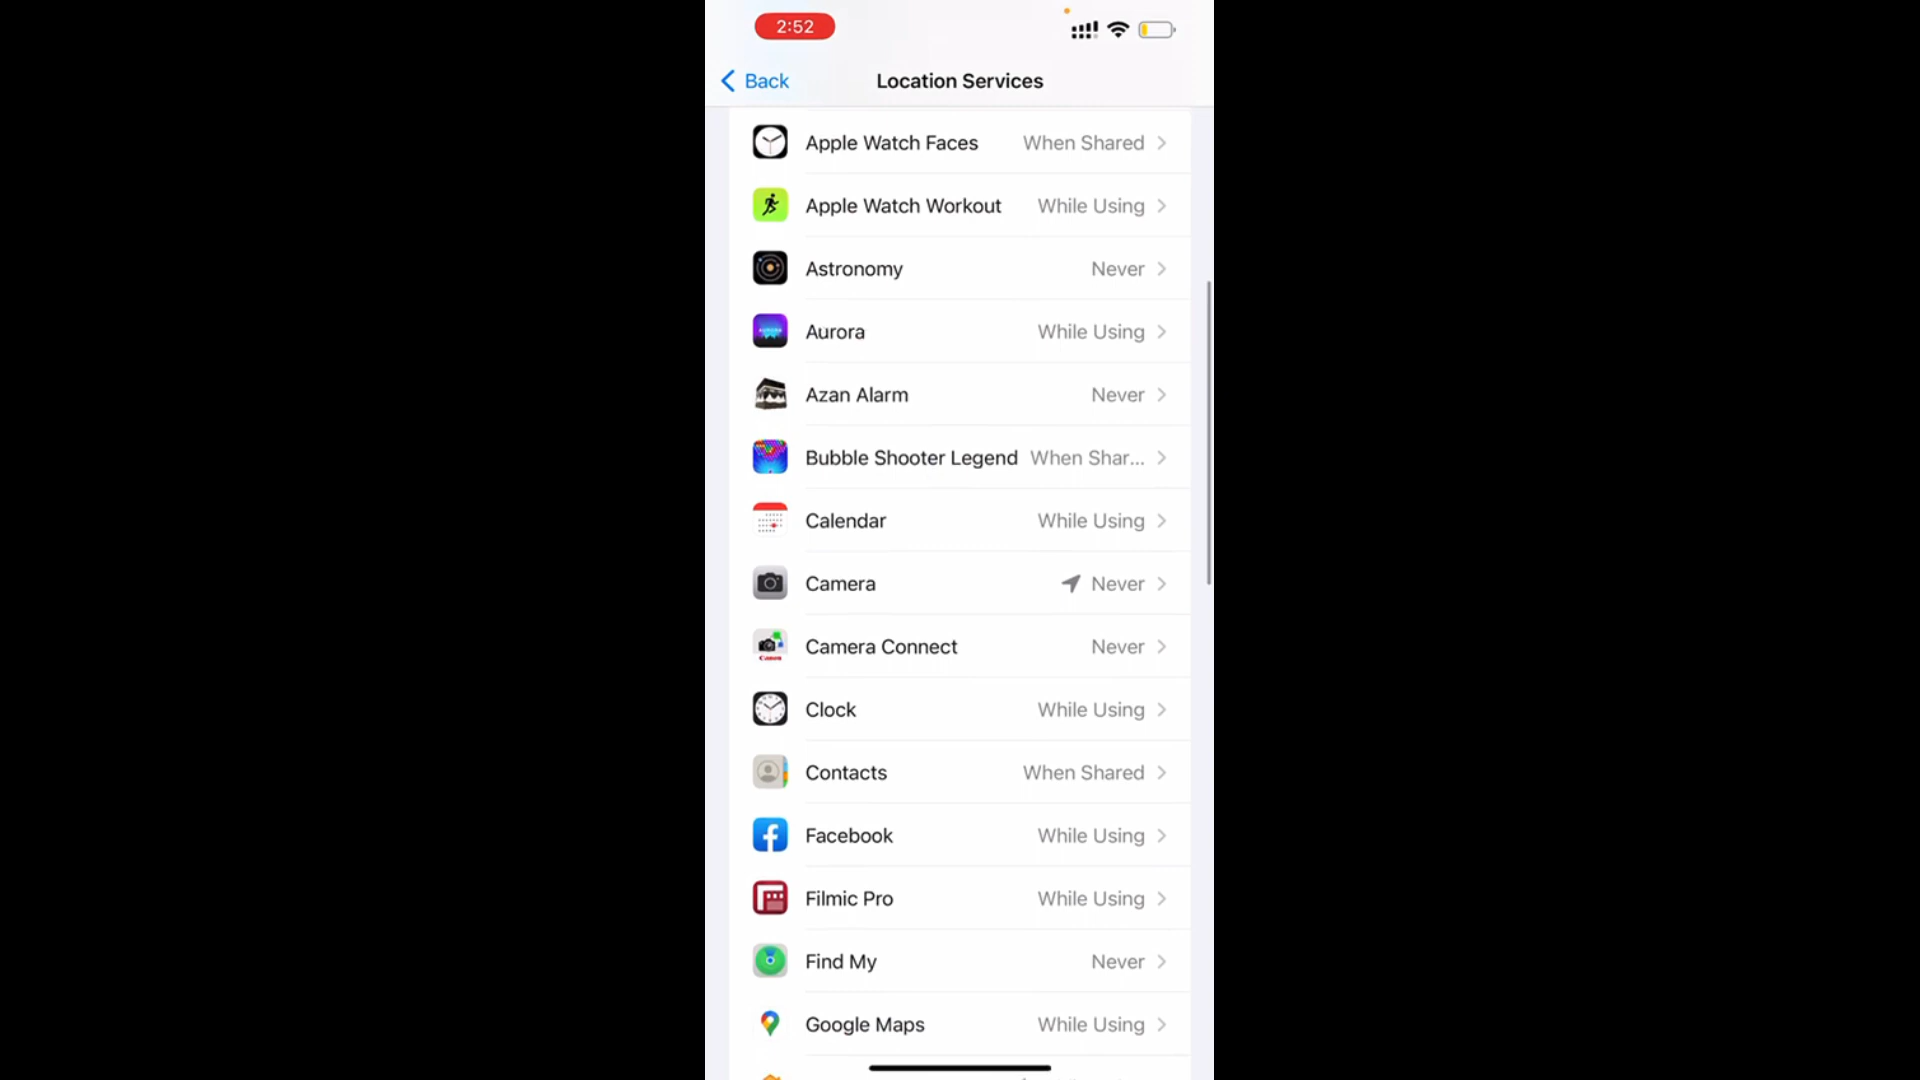 2:52
Back
Location Services
Apple Watch Faces When Shared
Apple Watch Workout While Using
Astronomy Never
Aurora While Using
Azan Alarm Never
Bubble Shooter Legend When Shar...
Calendar While Using
Camera Never
Camera Connect Never
Canon
Clock While Using
Contacts When Shared
Facebook While Using
Filmic Pro While Using
Find My Never
Google Maps While Using